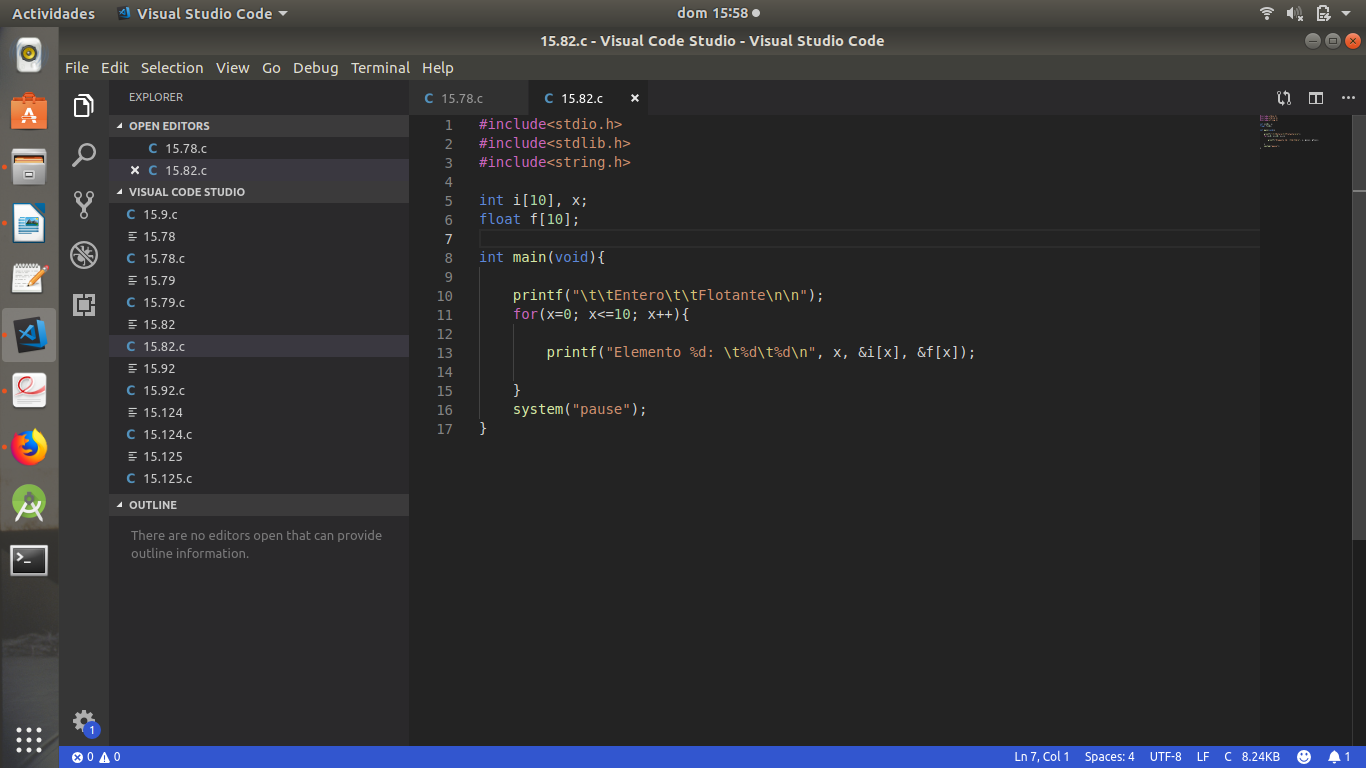 Actividades Visual Studio Code dom 15:58
15.82.c - Visual Code Studio - Visual Studio Code
File Edit Selection View Go Debug Terminal Help
EXPLORER
OPEN EDITORS
C 15.78.c
C 15.82.c
VISUAL CODE STUDIO
C 15.9.c
15.78
C 15.78.c
15.79
C 15.79.c
15.82
C 15.82.c
15.92
C 15.92.c
15.124
C 15.124.c
15.125
C 15.125.c
OUTLINE
There are no editors open that can provide
outline information.
1
C 15.78.c C 15.82.c
1 #include<stdio.h>
2 #include<stdlib.h>
3 #include<string.h>
4
5 int i[10], x;
6 float f[10];
7
8 int main(void){
9
10 printf("\t\tEntero\t\tFlotante\n\n");
11 for(x=0; x<=10; x++){
12
13 printf("Elemento %d: \t%d\t%d\n", x, &i[x], &f[x]);
14
15 }
16 system("pause");
17 }
0 0 Ln 7, Col 1 Spaces: 4 UTF-8 LF C 8.24KB 1